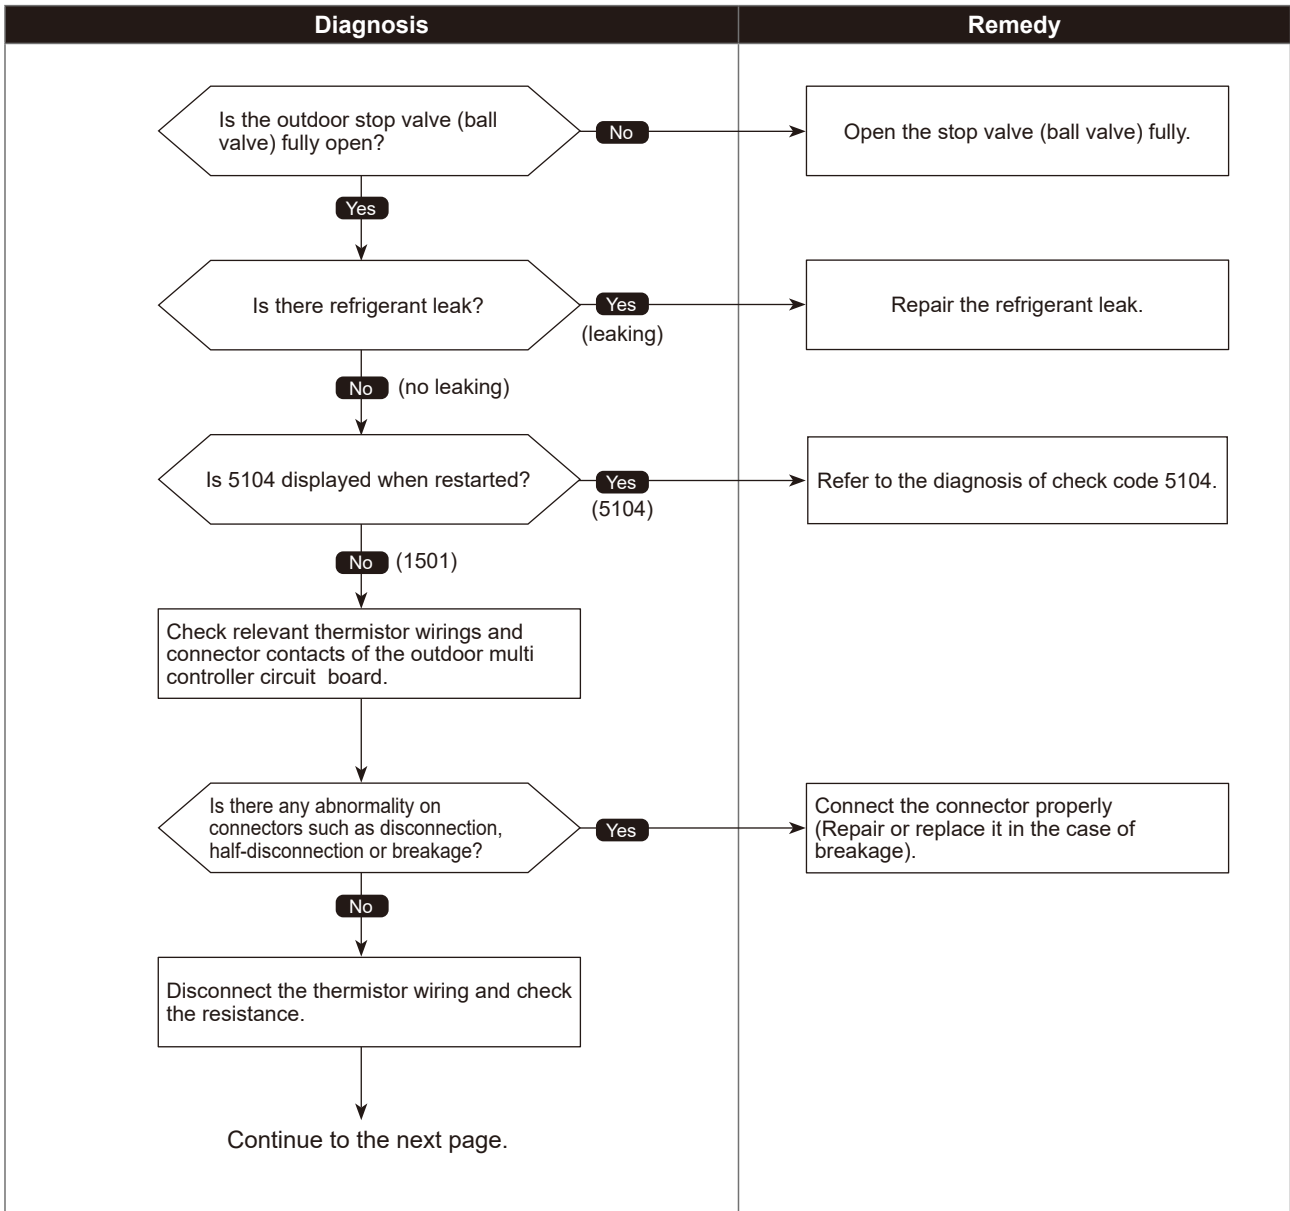 Diagnosis
Remedy
Is the outdoor stop valve (ball
valve) fully open?
No
Open the stop valve (ball valve) fully.
Yes
Is there refrigerant leak?
Yes
(leaking)
Repair the refrigerant leak.
No (no leaking)
Is 5104 displayed when restarted?
Yes
(5104)
Refer to the diagnosis of check code 5104.
No (1501)
Check relevant thermistor wirings and
connector contacts of the outdoor multi
controller circuit board.
Is there any abnormality on
connectors such as disconnection,
half-disconnection or breakage?
Yes
Connect the connector properly
(Repair or replace it in the case of
breakage).
No
Disconnect the thermistor wiring and check
the resistance.
Continue to the next page.